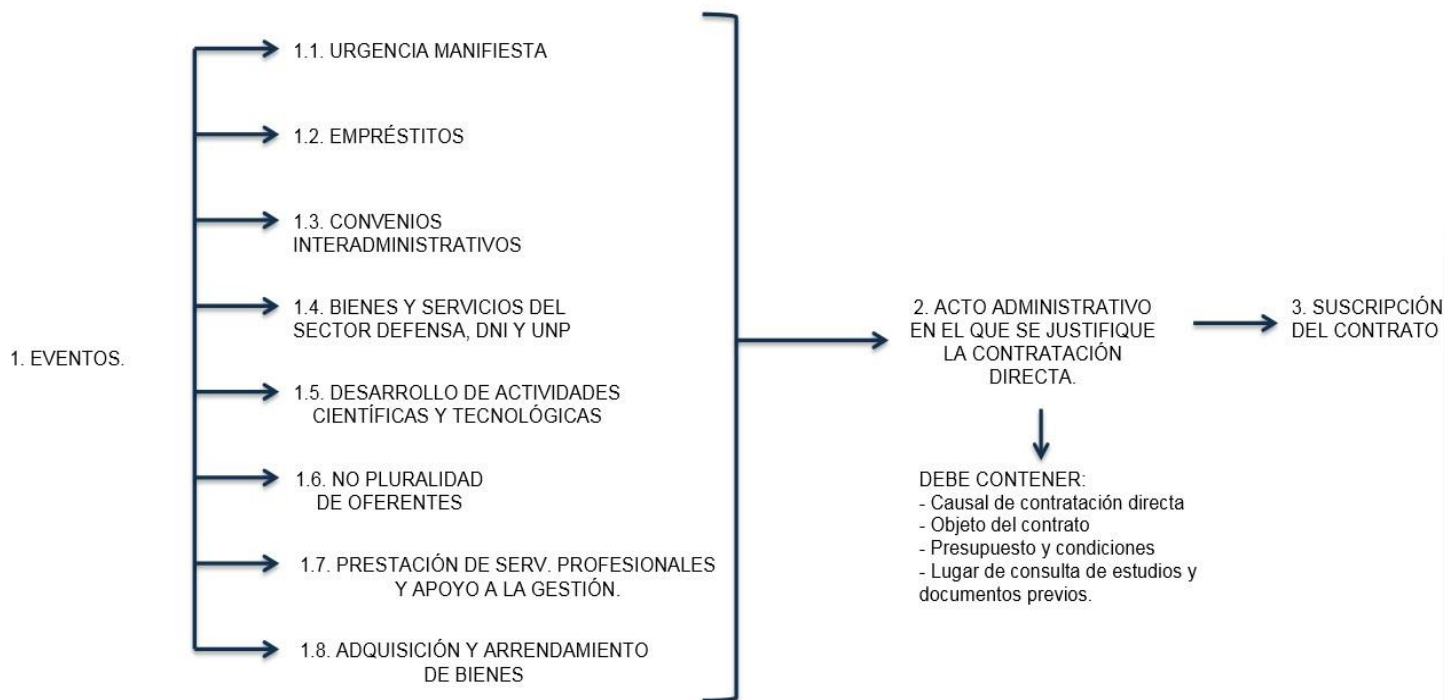 1. EVENTOS.
1.1. URGENCIA MANIFIESTA
1.2. EMPRÉSTITOS
1.3. CONVENIOS
INTERADMINISTRATIVOS
1.4. BIENES Y SERVICIOS DEL
SECTOR DEFENSA, DNI Y UNP
1.5. DESARROLLO DE ACTIVIDADES
CIENTÍFICAS Y TECNOLÓGICAS
1.6. NO PLURALIDAD
DE OFERENTES
1.7. PRESTACIÓN DE SERV. PROFESIONALES
Y APOYO A LA GESTIÓN.
1.8. ADQUISICIÓN Y ARRENDAMIENTO
DE BIENES
2. ACTO ADMINISTRATIVO
EN EL QUE SE JUSTIFIQUE
LA CONTRATACIÓN
DIRECTA.
DEBE CONTENER:
- Causal de contratación directa
- Objeto del contrato
- Presupuesto y condiciones
- Lugar de consulta de estudios y
documentos previos.
3. SUSCRIPCIÓN
DEL CONTRATO